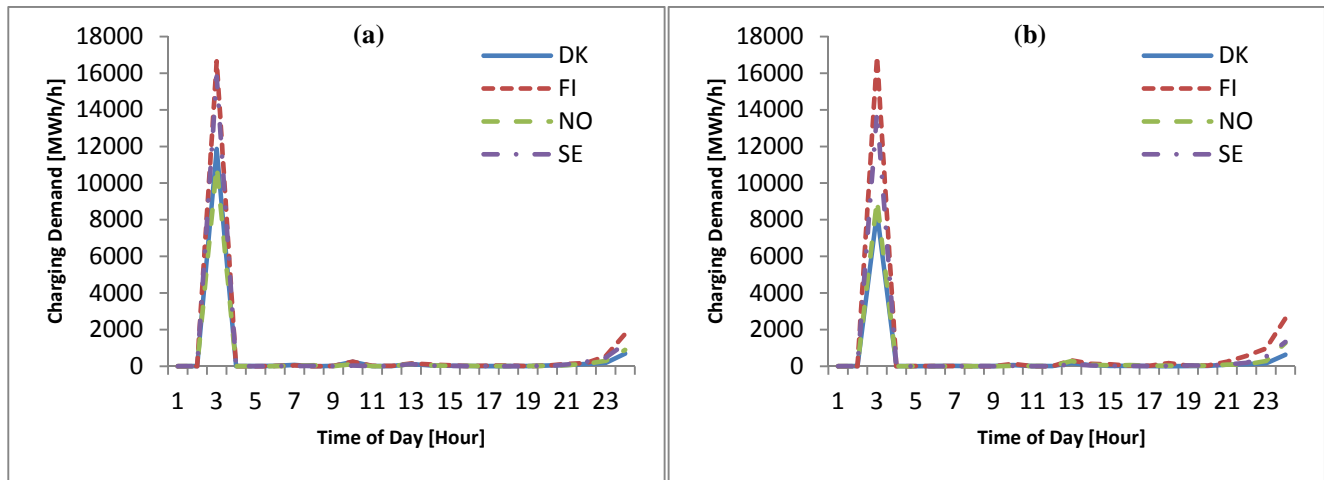 (a)
18000
16000
14000
12000
10000
8000
6000
4000
2000
0
Charging Demand [MWh/h]
1 3 5 7 9 11 13 15 17 19 21 23
Time of Day [Hour]
DK
FI
NO
SE
(b)
18000
16000
14000
12000
10000
8000
6000
4000
2000
0
Charging Demand [MWh/h]
1 3 5 7 9 11 13 15 17 19 21 23
Time of Day [Hour]
DK
FI
NO
SE